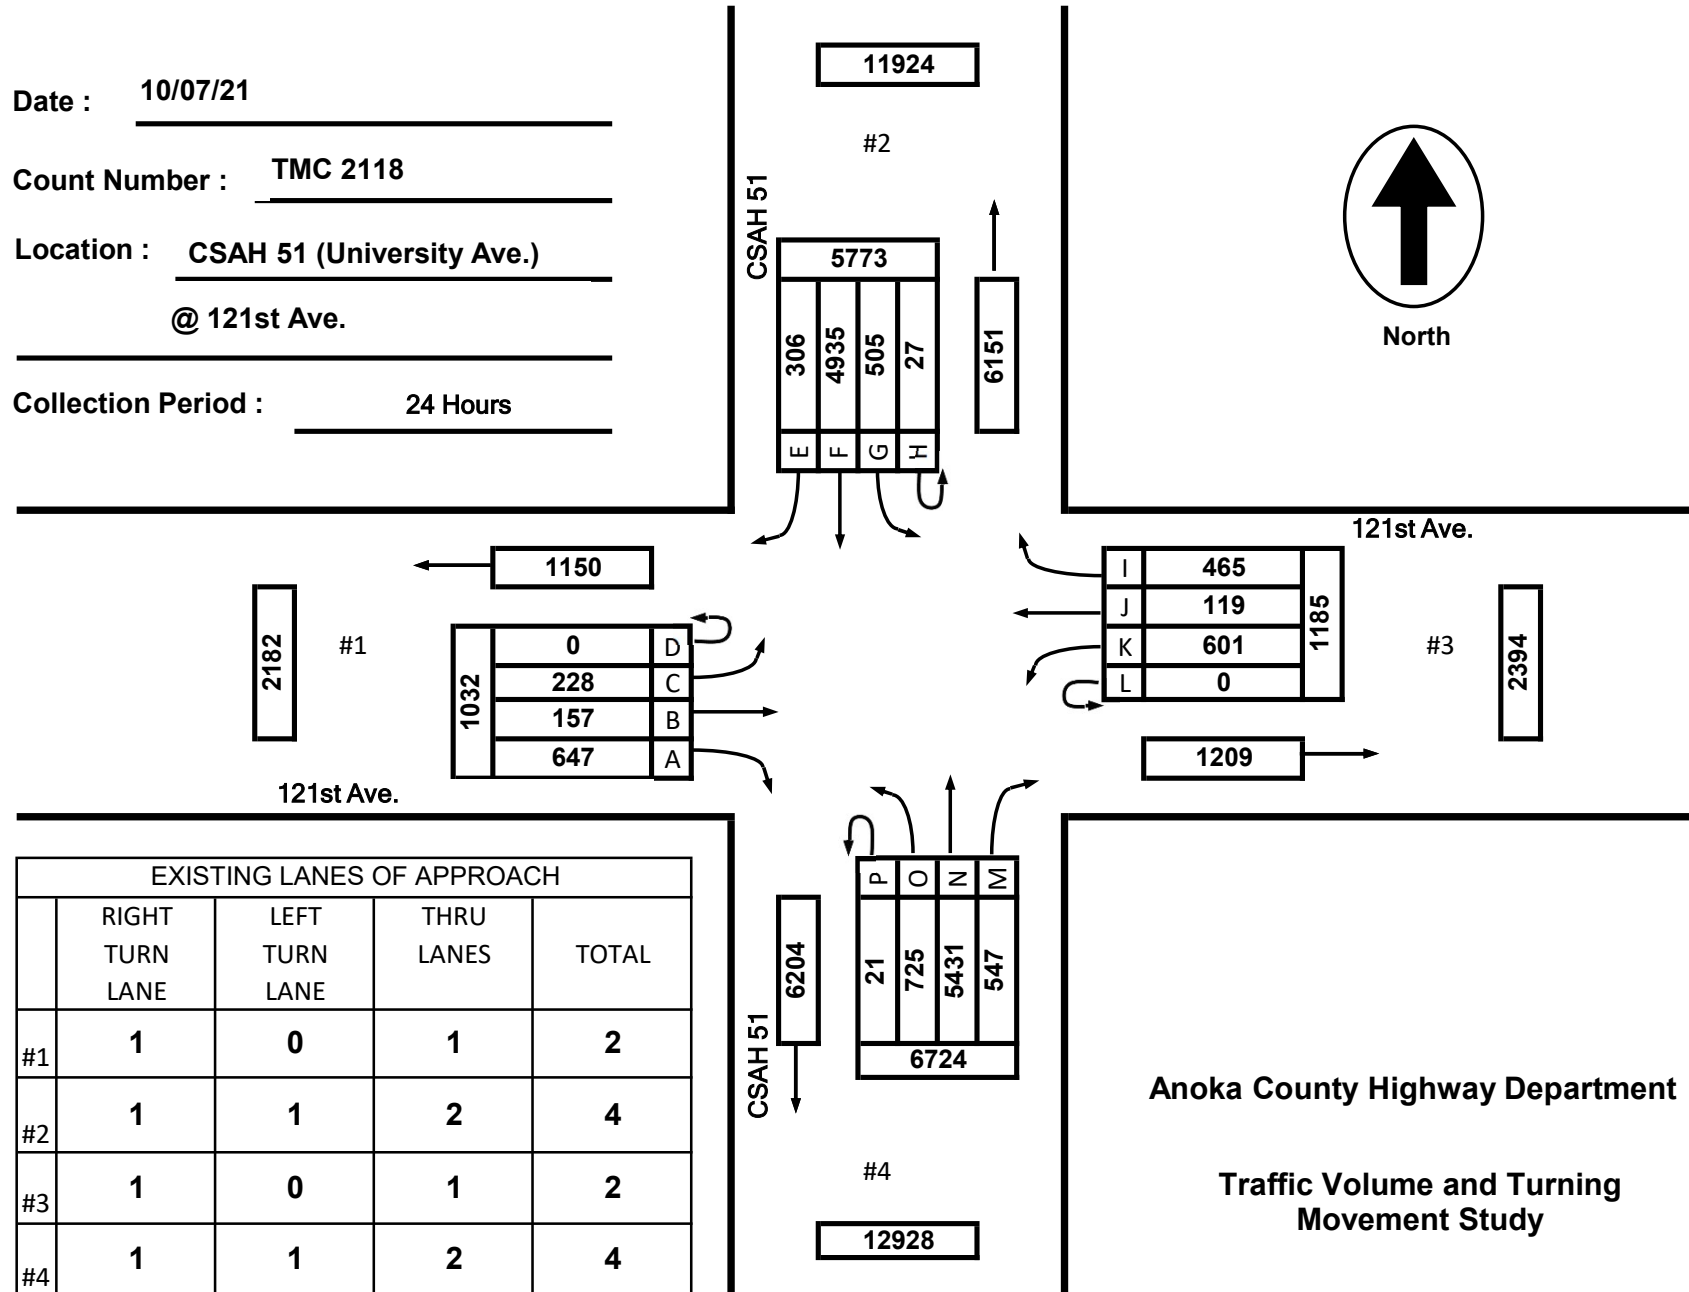 Date : 10/07/21
Count Number : TMC 2118
Location : CSAH 51 (University Ave.)
@ 121st Ave.
Collection Period : 24 Hours
11924
#2
CSAH 51
5773
306 4935 505 27
E F G H
6151
North
121st Ave.
1150
2182
#1
1032
0 D
228 C
157 B
647 A
121st Ave.
I 465
J 119
K 601
L 0
1185
#3
2394
1209
P O N M
21 725 5431 547
6724
6204
CSAH 51
#4
12928
EXISTING LANES OF APPROACH
RIGHT LEFT THRU
TURN TURN LANES TOTAL
LANE LANE
#1 1 0 1 2
#2 1 1 2 4
#3 1 0 1 2
#4 1 1 2 4
Anoka County Highway Department
Traffic Volume and Turning
Movement Study